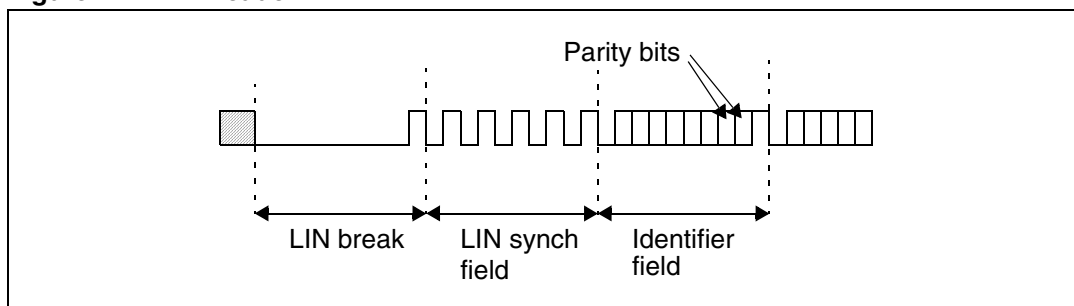 Parity bits
LIN break
LIN synch
field
Identifier
field